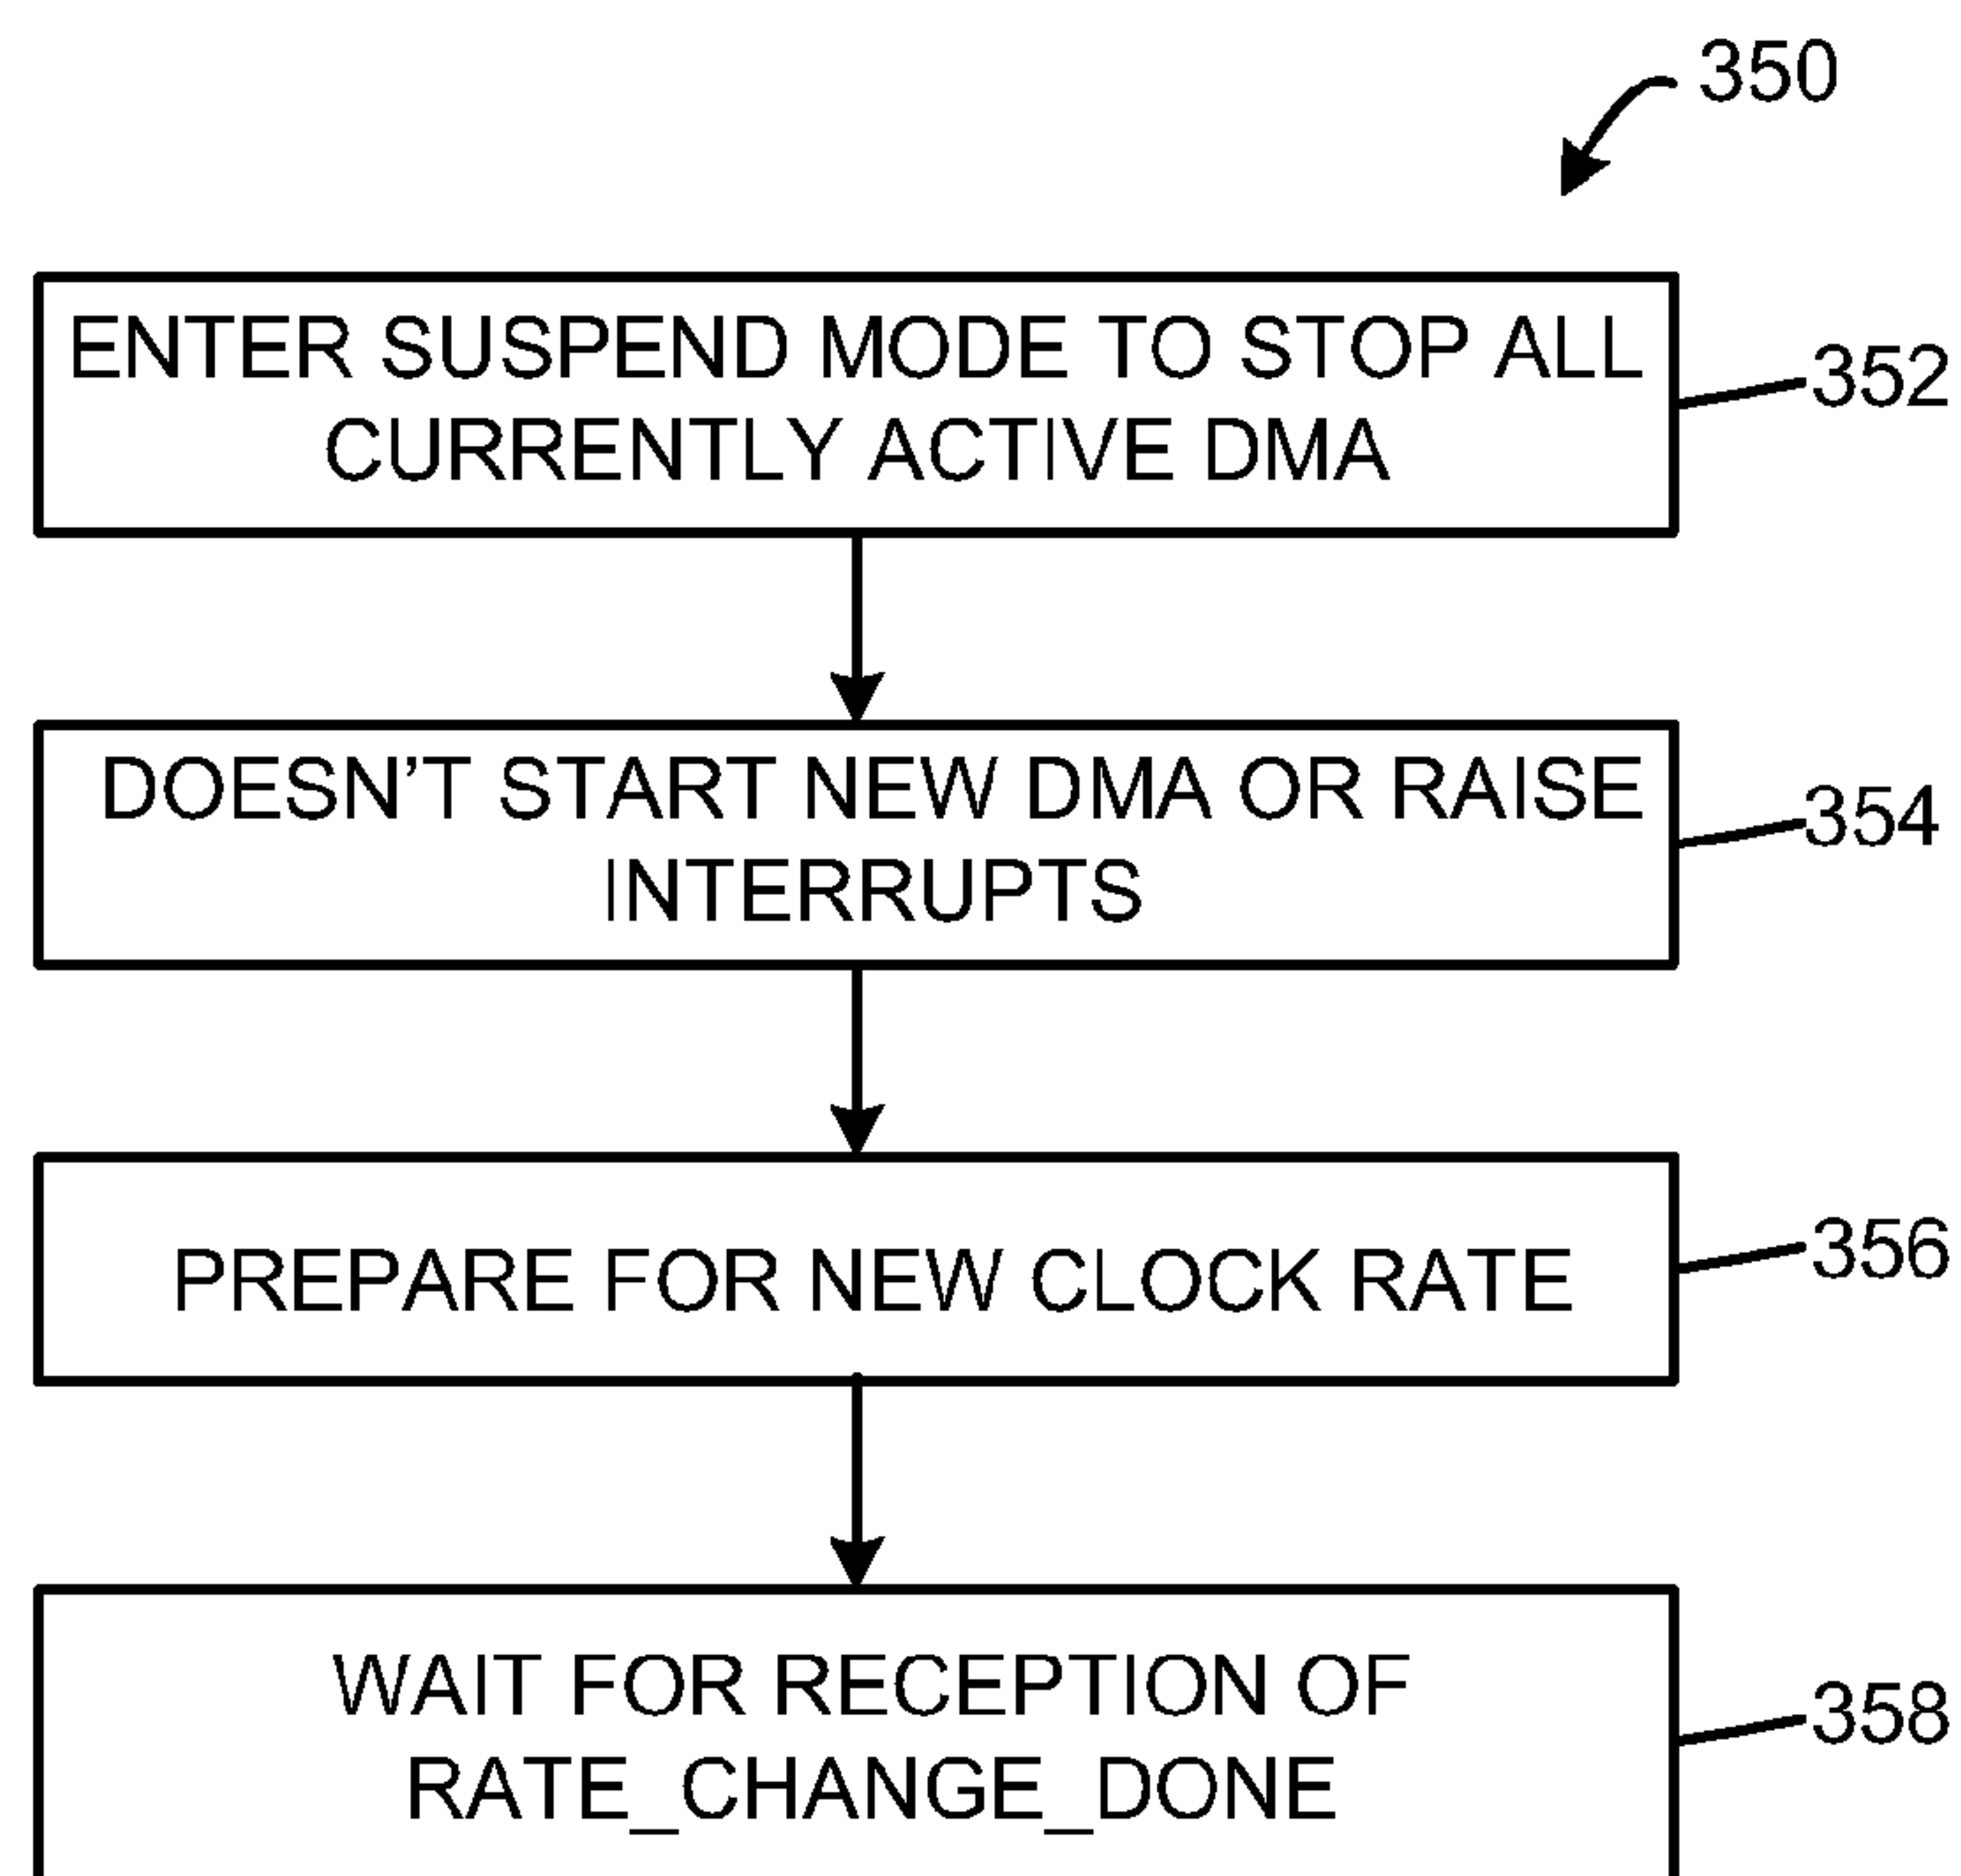 350
ENTER SUSPEND MODE TO STOP ALL
CURRENTLY ACTIVE DMA
352
DOESN’T START NEW DMA OR RAISE
INTERRUPTS
354
PREPARE FOR NEW CLOCK RATE
356
WAIT FOR RECEPTION OF
RATE_CHANGE_DONE
358